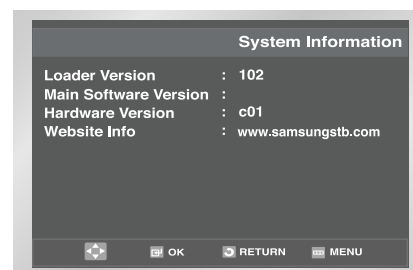 System Information
Loader Version : 102
Main Software Version :
Hardware Version : c01
Website Info : www.samsungstb.com
OK RETURN MENU